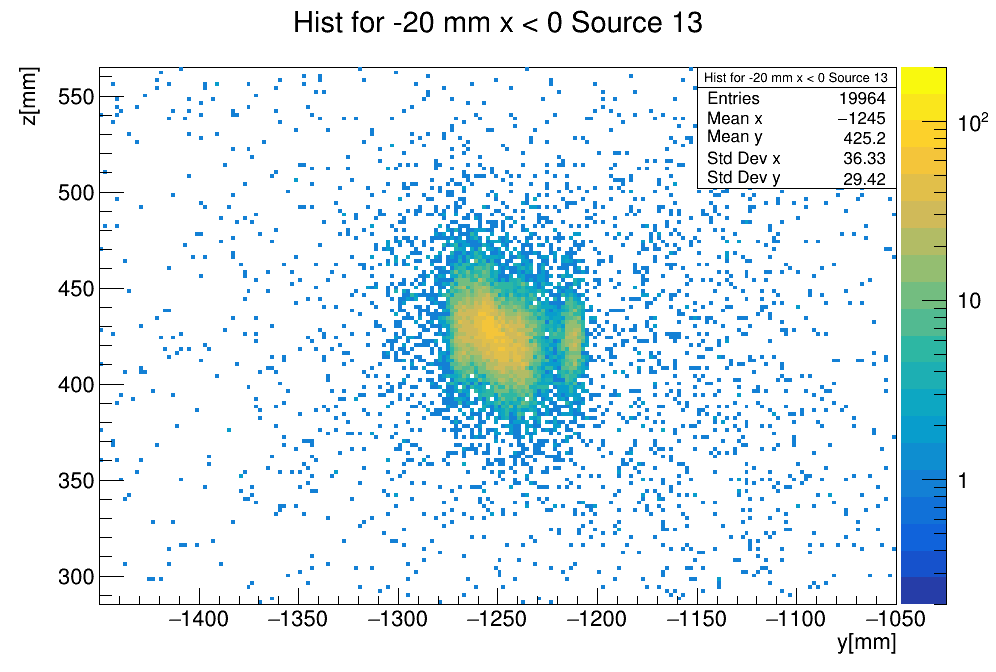 Hist for -20 mm x < 0 Source 13
z[mm]
550
500
450
400
350
300
Hist for -20 mm x < 0 Source 13
Entries 19964
Mean x −1245
Mean y 425.2
Std Dev x 36.33
Std Dev y 29.42
10²
10
1
−1400 −1350 −1300 −1250 −1200 −1150 −1100 −1050
y[mm]